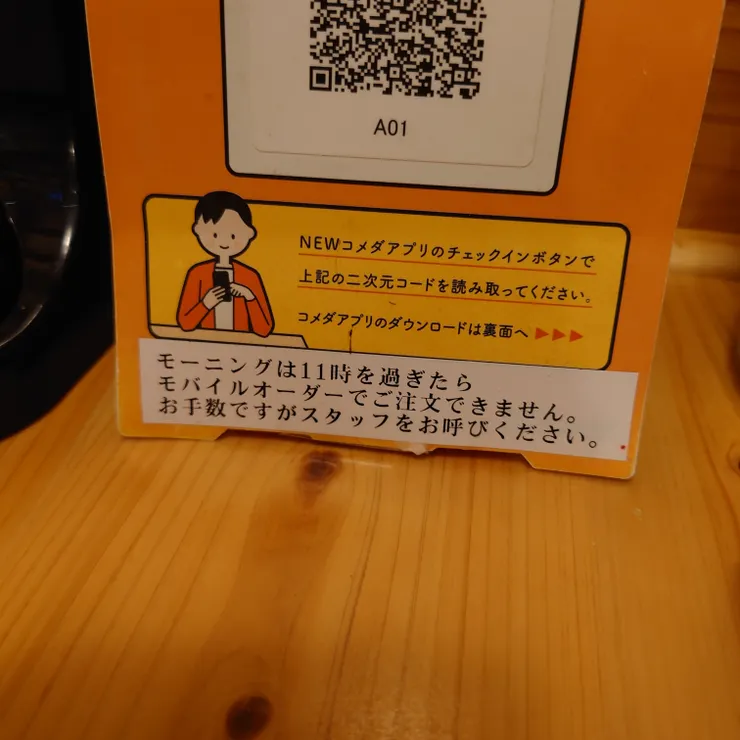 A01
NEWコメダアプリのチェックインボタンで
上記の二次元コードを読み取ってください。
コメダアプリのダウンロードは裏面へ ▶▶▶
モーニングは11時を過ぎたら
モバイルオーダーでご注文できません。
お手数ですがスタッフをお呼びください。